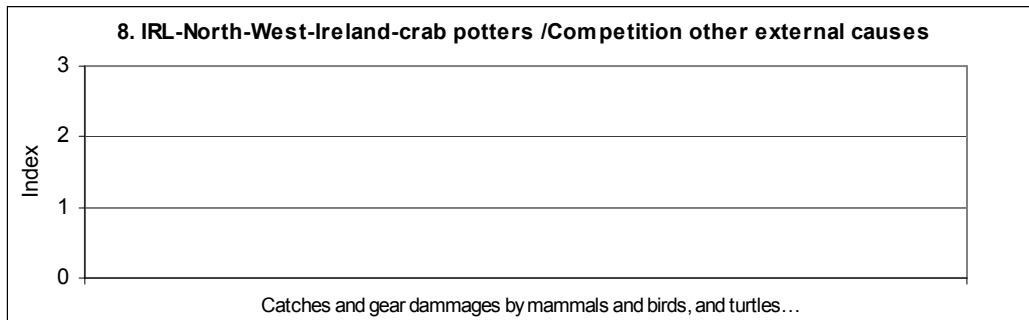 8. IRL-North-West-Ireland-crab potters /Competition other external causes
3
2
1
0
Index
Catches and gear dammages by mammals and birds, and turtles…